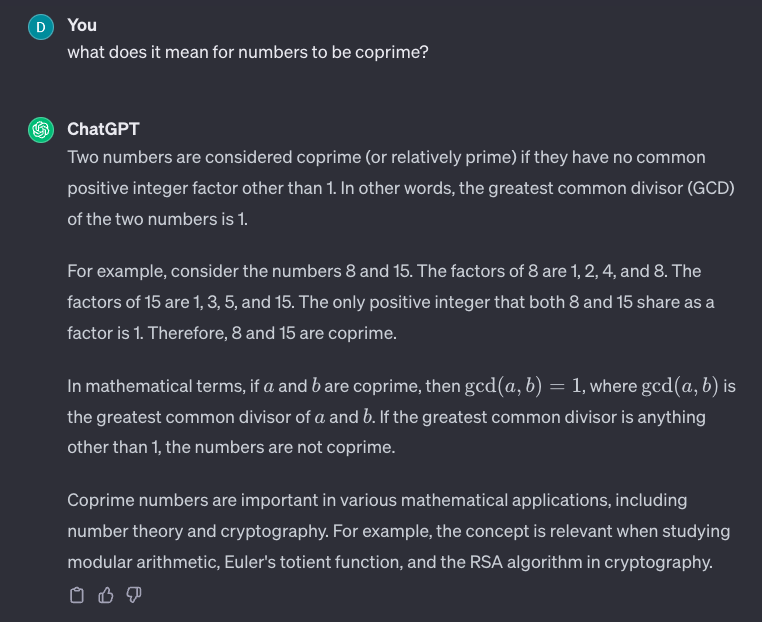 D
You
what does it mean for numbers to be coprime?
ChatGPT
Two numbers are considered coprime (or relatively prime) if they have no common
positive integer factor other than 1. In other words, the greatest common divisor (GCD)
of the two numbers is 1.
For example, consider the numbers 8 and 15. The factors of 8 are 1, 2, 4, and 8. The
factors of 15 are 1, 3, 5, and 15. The only positive integer that both 8 and 15 share as a
factor is 1. Therefore, 8 and 15 are coprime.
In mathematical terms, if a and b are coprime, then gcd(a, b) = 1, where gcd(a, b) is
the greatest common divisor of a and b. If the greatest common divisor is anything
other than 1, the numbers are not coprime.
Coprime numbers are important in various mathematical applications, including
number theory and cryptography. For example, the concept is relevant when studying
modular arithmetic, Euler's totient function, and the RSA algorithm in cryptography.